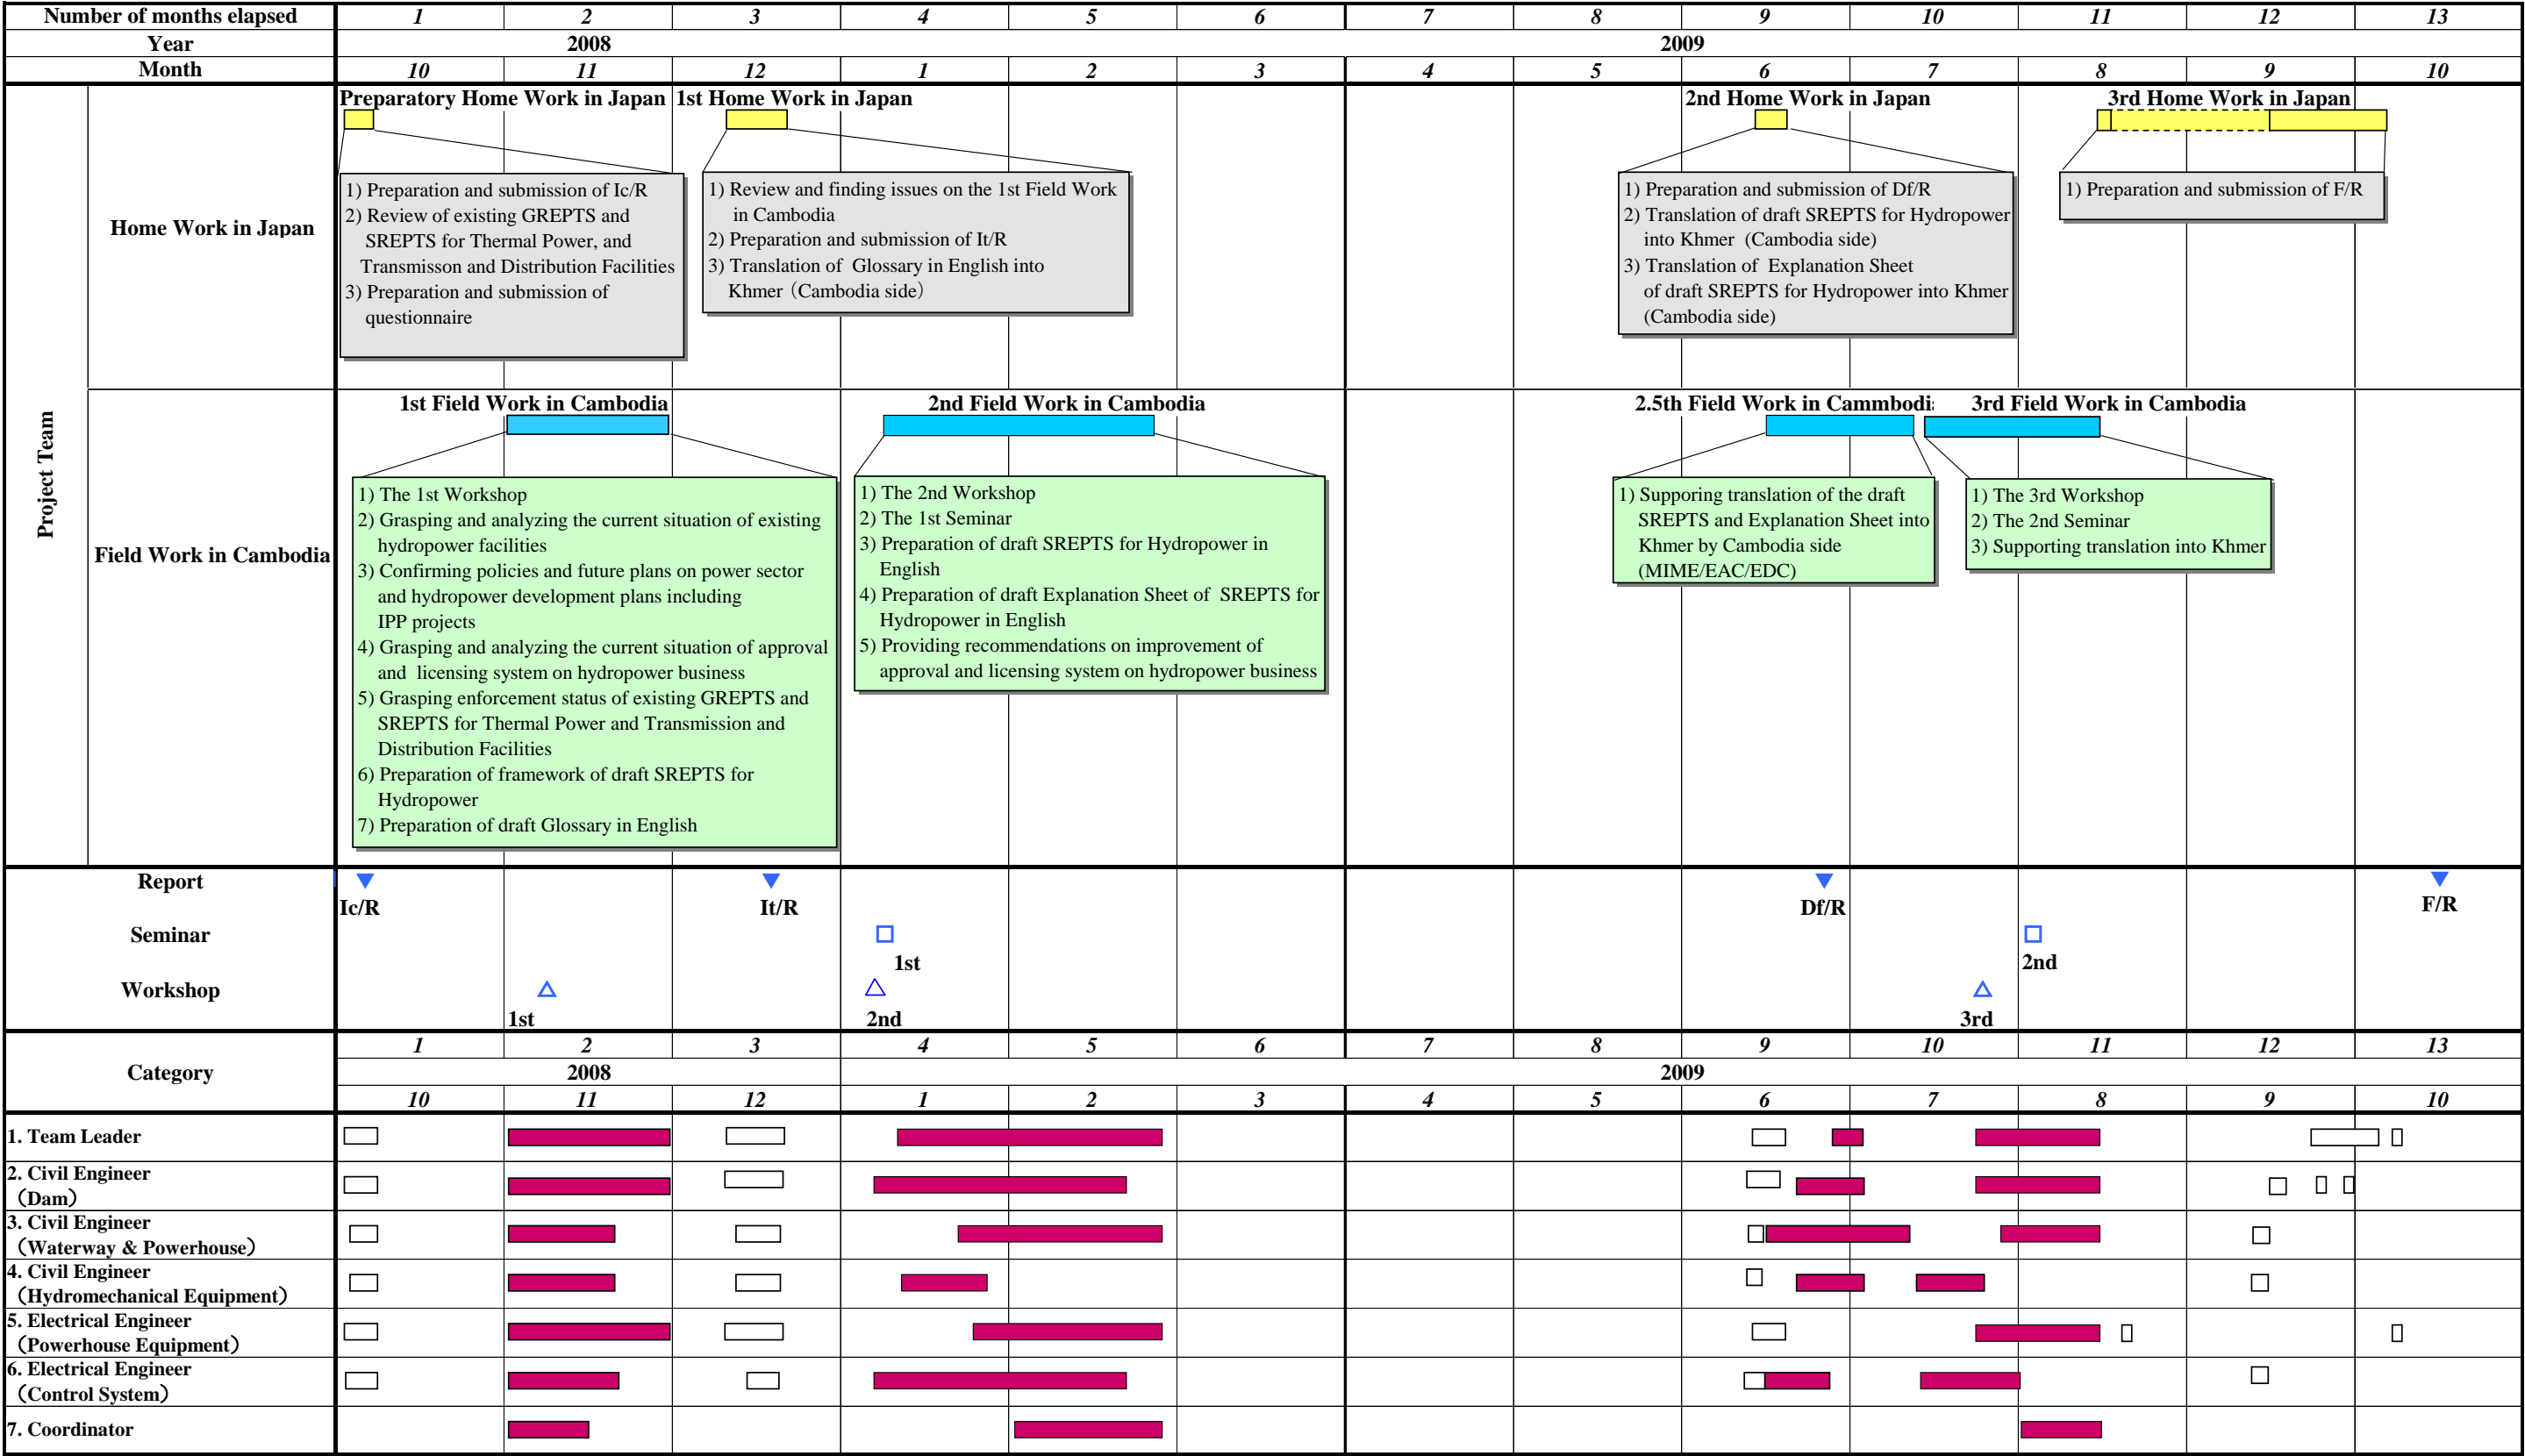 Number of months elapsed 1 2 3 4 5 6 7 8 9 10 11 12 13
Year 2008 2009
Month 10 11 12 1 2 3 4 5 6 7 8 9 10
Project Team
Home Work in Japan
Preparatory Home Work in Japan 1st Home Work in Japan 2nd Home Work in Japan 3rd Home Work in Japan
1) Preparation and submission of Ic/R
2) Review of existing GREPTS and
SREPTS for Thermal Power, and
Transmisson and Distribution Facilities
3) Preparation and submission of
questionnaire
1) Review and finding issues on the 1st Field Work
in Cambodia
2) Preparation and submission of It/R
3) Translation of Glossary in English into
Khmer（Cambodia side）
1) Preparation and submission of Df/R
2) Translation of draft SREPTS for Hydropower
into Khmer (Cambodia side)
3) Translation of Explanation Sheet
of draft SREPTS for Hydropower into Khmer
(Cambodia side)
1) Preparation and submission of F/R
Field Work in Cambodia
1st Field Work in Cambodia 2nd Field Work in Cambodia 2.5th Field Work in Cammbodi 3rd Field Work in Cambodia
1) The 1st Workshop
2) Grasping and analyzing the current situation of existing
hydropower facilities
3) Confirming policies and future plans on power sector
and hydropower development plans including
IPP projects
4) Grasping and analyzing the current situation of approval
and licensing system on hydropower business
5) Grasping enforcement status of existing GREPTS and
SREPTS for Thermal Power and Transmission and
Distribution Facilities
6) Preparation of framework of draft SREPTS for
Hydropower
7) Preparation of draft Glossary in English
1) The 2nd Workshop
2) The 1st Seminar
3) Preparation of draft SREPTS for Hydropower in
English
4) Preparation of draft Explanation Sheet of SREPTS for
Hydropower in English
5) Providing recommendations on improvement of
approval and licensing system on hydropower business
1) Supporing translation of the draft
SREPTS and Explanation Sheet into
Khmer by Cambodia side
(MIME/EAC/EDC)
1) The 3rd Workshop
2) The 2nd Seminar
3) Supporting translation into Khmer
Report
Ic/R It/R Df/R F/R
Seminar
1st 2nd
Workshop
1st 2nd 3rd
Category
1 2 3 4 5 6 7 8 9 10 11 12 13
2008 2009
10 11 12 1 2 3 4 5 6 7 8 9 10
1. Team Leader
2. Civil Engineer
（Dam）
3. Civil Engineer
（Waterway & Powerhouse）
4. Civil Engineer
（Hydromechanical Equipment）
5. Electrical Engineer
（Powerhouse Equipment）
6. Electrical Engineer
（Control System）
7. Coordinator